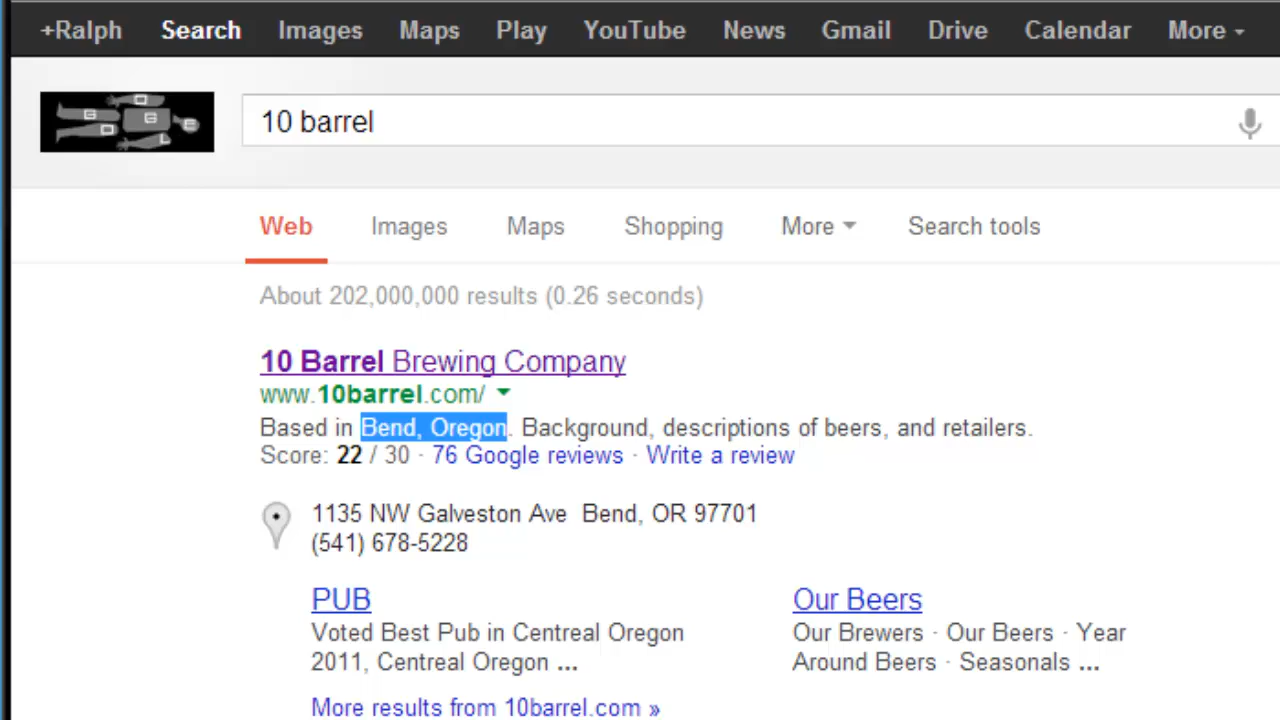 +Ralph Search Images Maps Play YouTube News Gmail Drive Calendar More
10 barrel
Web Images Maps Shopping More Search tools
About 202,000,000 results (0.26 seconds)
10 Barrel Brewing Company
www.10barrel.com/
Based in Bend, Oregon. Background, descriptions of beers, and retailers.
Score: 22 / 30 · 76 Google reviews · Write a review
1135 NW Galveston Ave Bend, OR 97701
(541) 678-5228
PUB
Voted Best Pub in Centreal Oregon
2011, Centreal Oregon ...
Our Beers
Our Brewers · Our Beers · Year
Around Beers · Seasonals ...
More results from 10barrel.com »